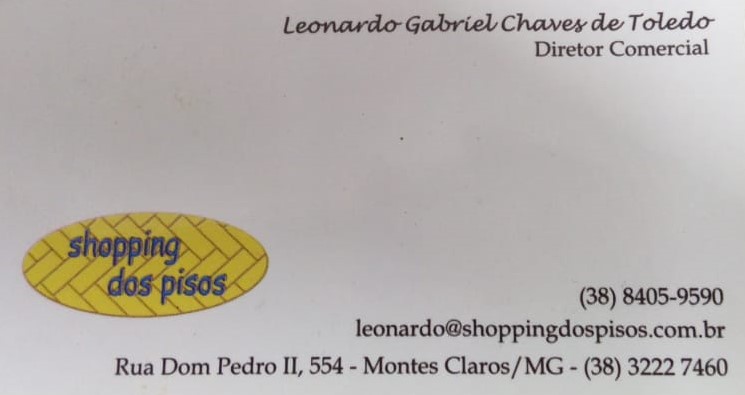 Leonardo Gabriel Chaves de Toledo
Diretor Comercial
shopping
dos pisos
(38) 8405-9590
leonardo@shoppingdospisos.com.br
Rua Dom Pedro II, 554 - Montes Claros/MG - (38) 3222 7460